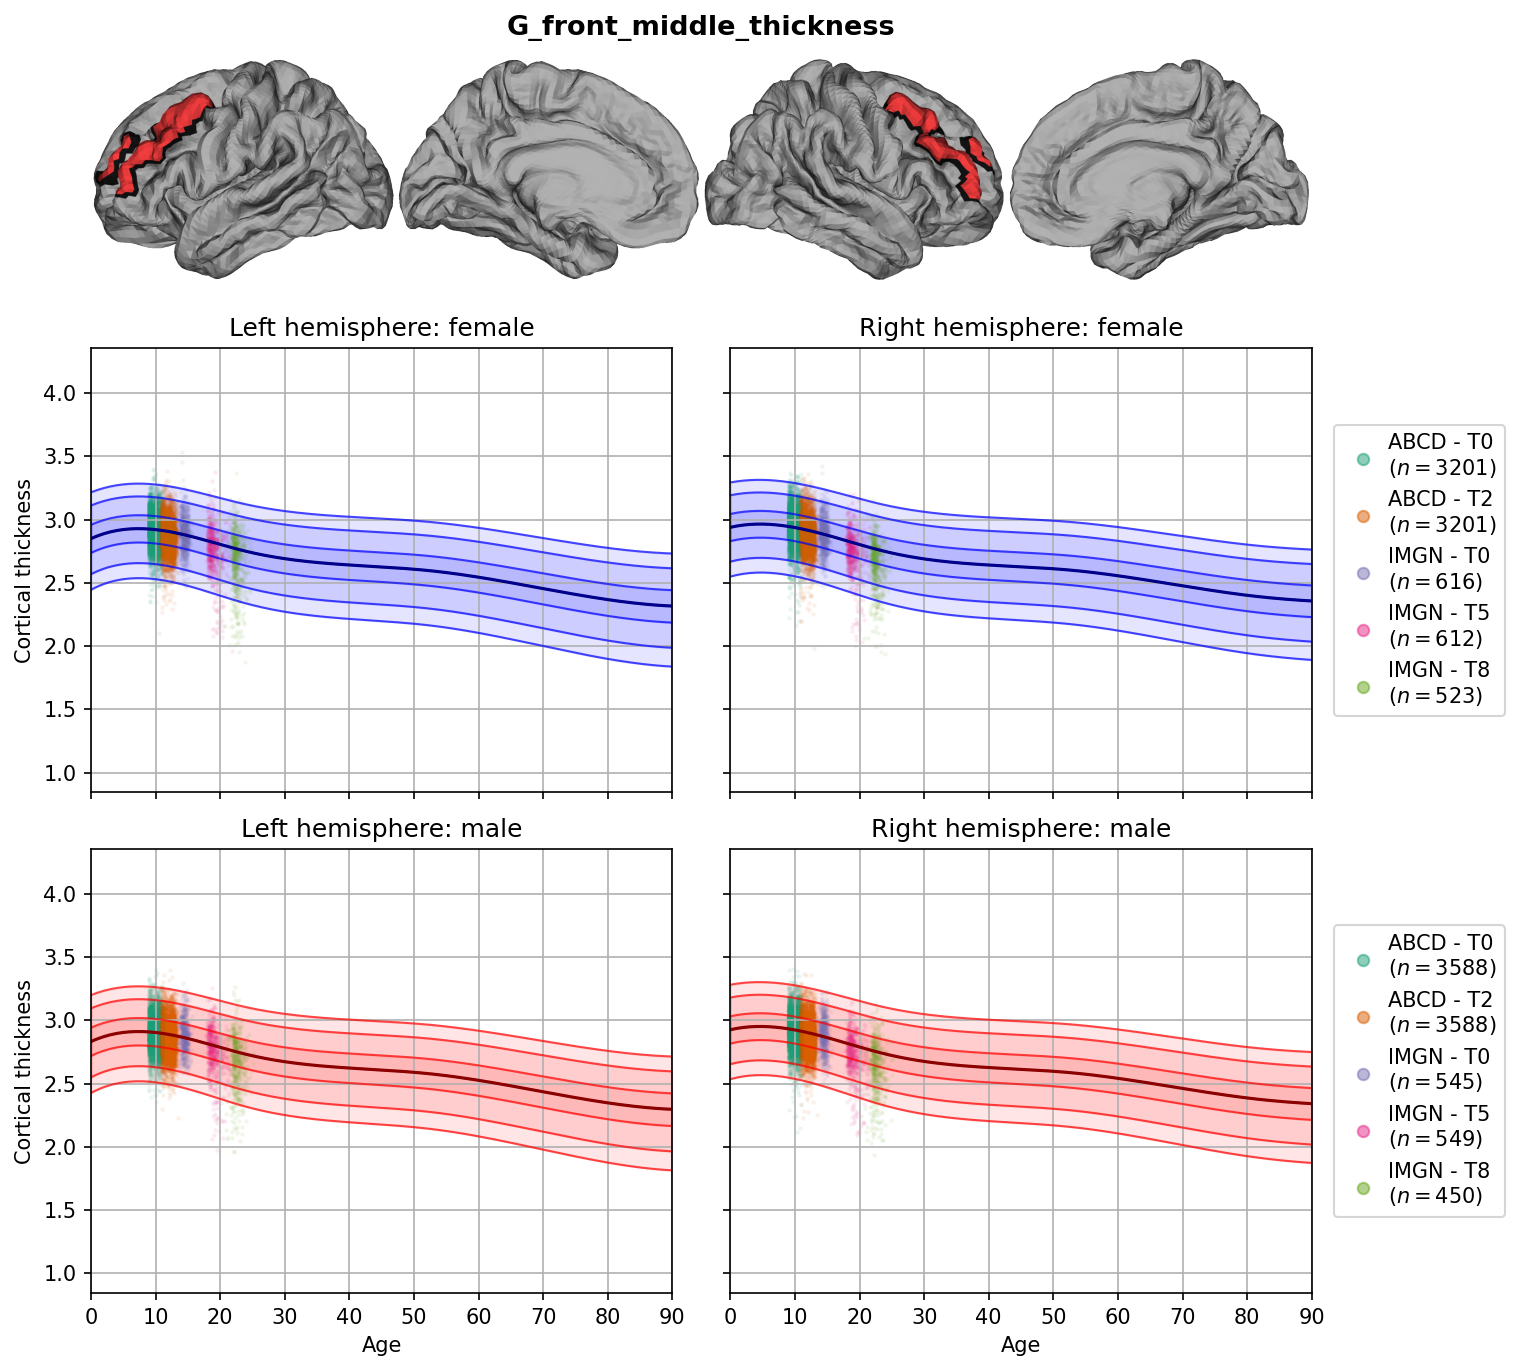 G_front_middle_thickness
Left hemisphere: female
Right hemisphere: female
Cortical thickness
4.0
3.5
3.0
2.5
2.0
1.5
1.0
ABCD - T0
(n = 3201)
ABCD - T2
(n = 3201)
IMGN - T0
(n = 616)
IMGN - T5
(n = 612)
IMGN - T8
(n = 523)
Left hemisphere: male
Right hemisphere: male
Cortical thickness
4.0
3.5
3.0
2.5
2.0
1.5
1.0
0 10 20 30 40 50 60 70 80 90
0 10 20 30 40 50 60 70 80 90
Age
Age
ABCD - T0
(n = 3588)
ABCD - T2
(n = 3588)
IMGN - T0
(n = 545)
IMGN - T5
(n = 549)
IMGN - T8
(n = 450)